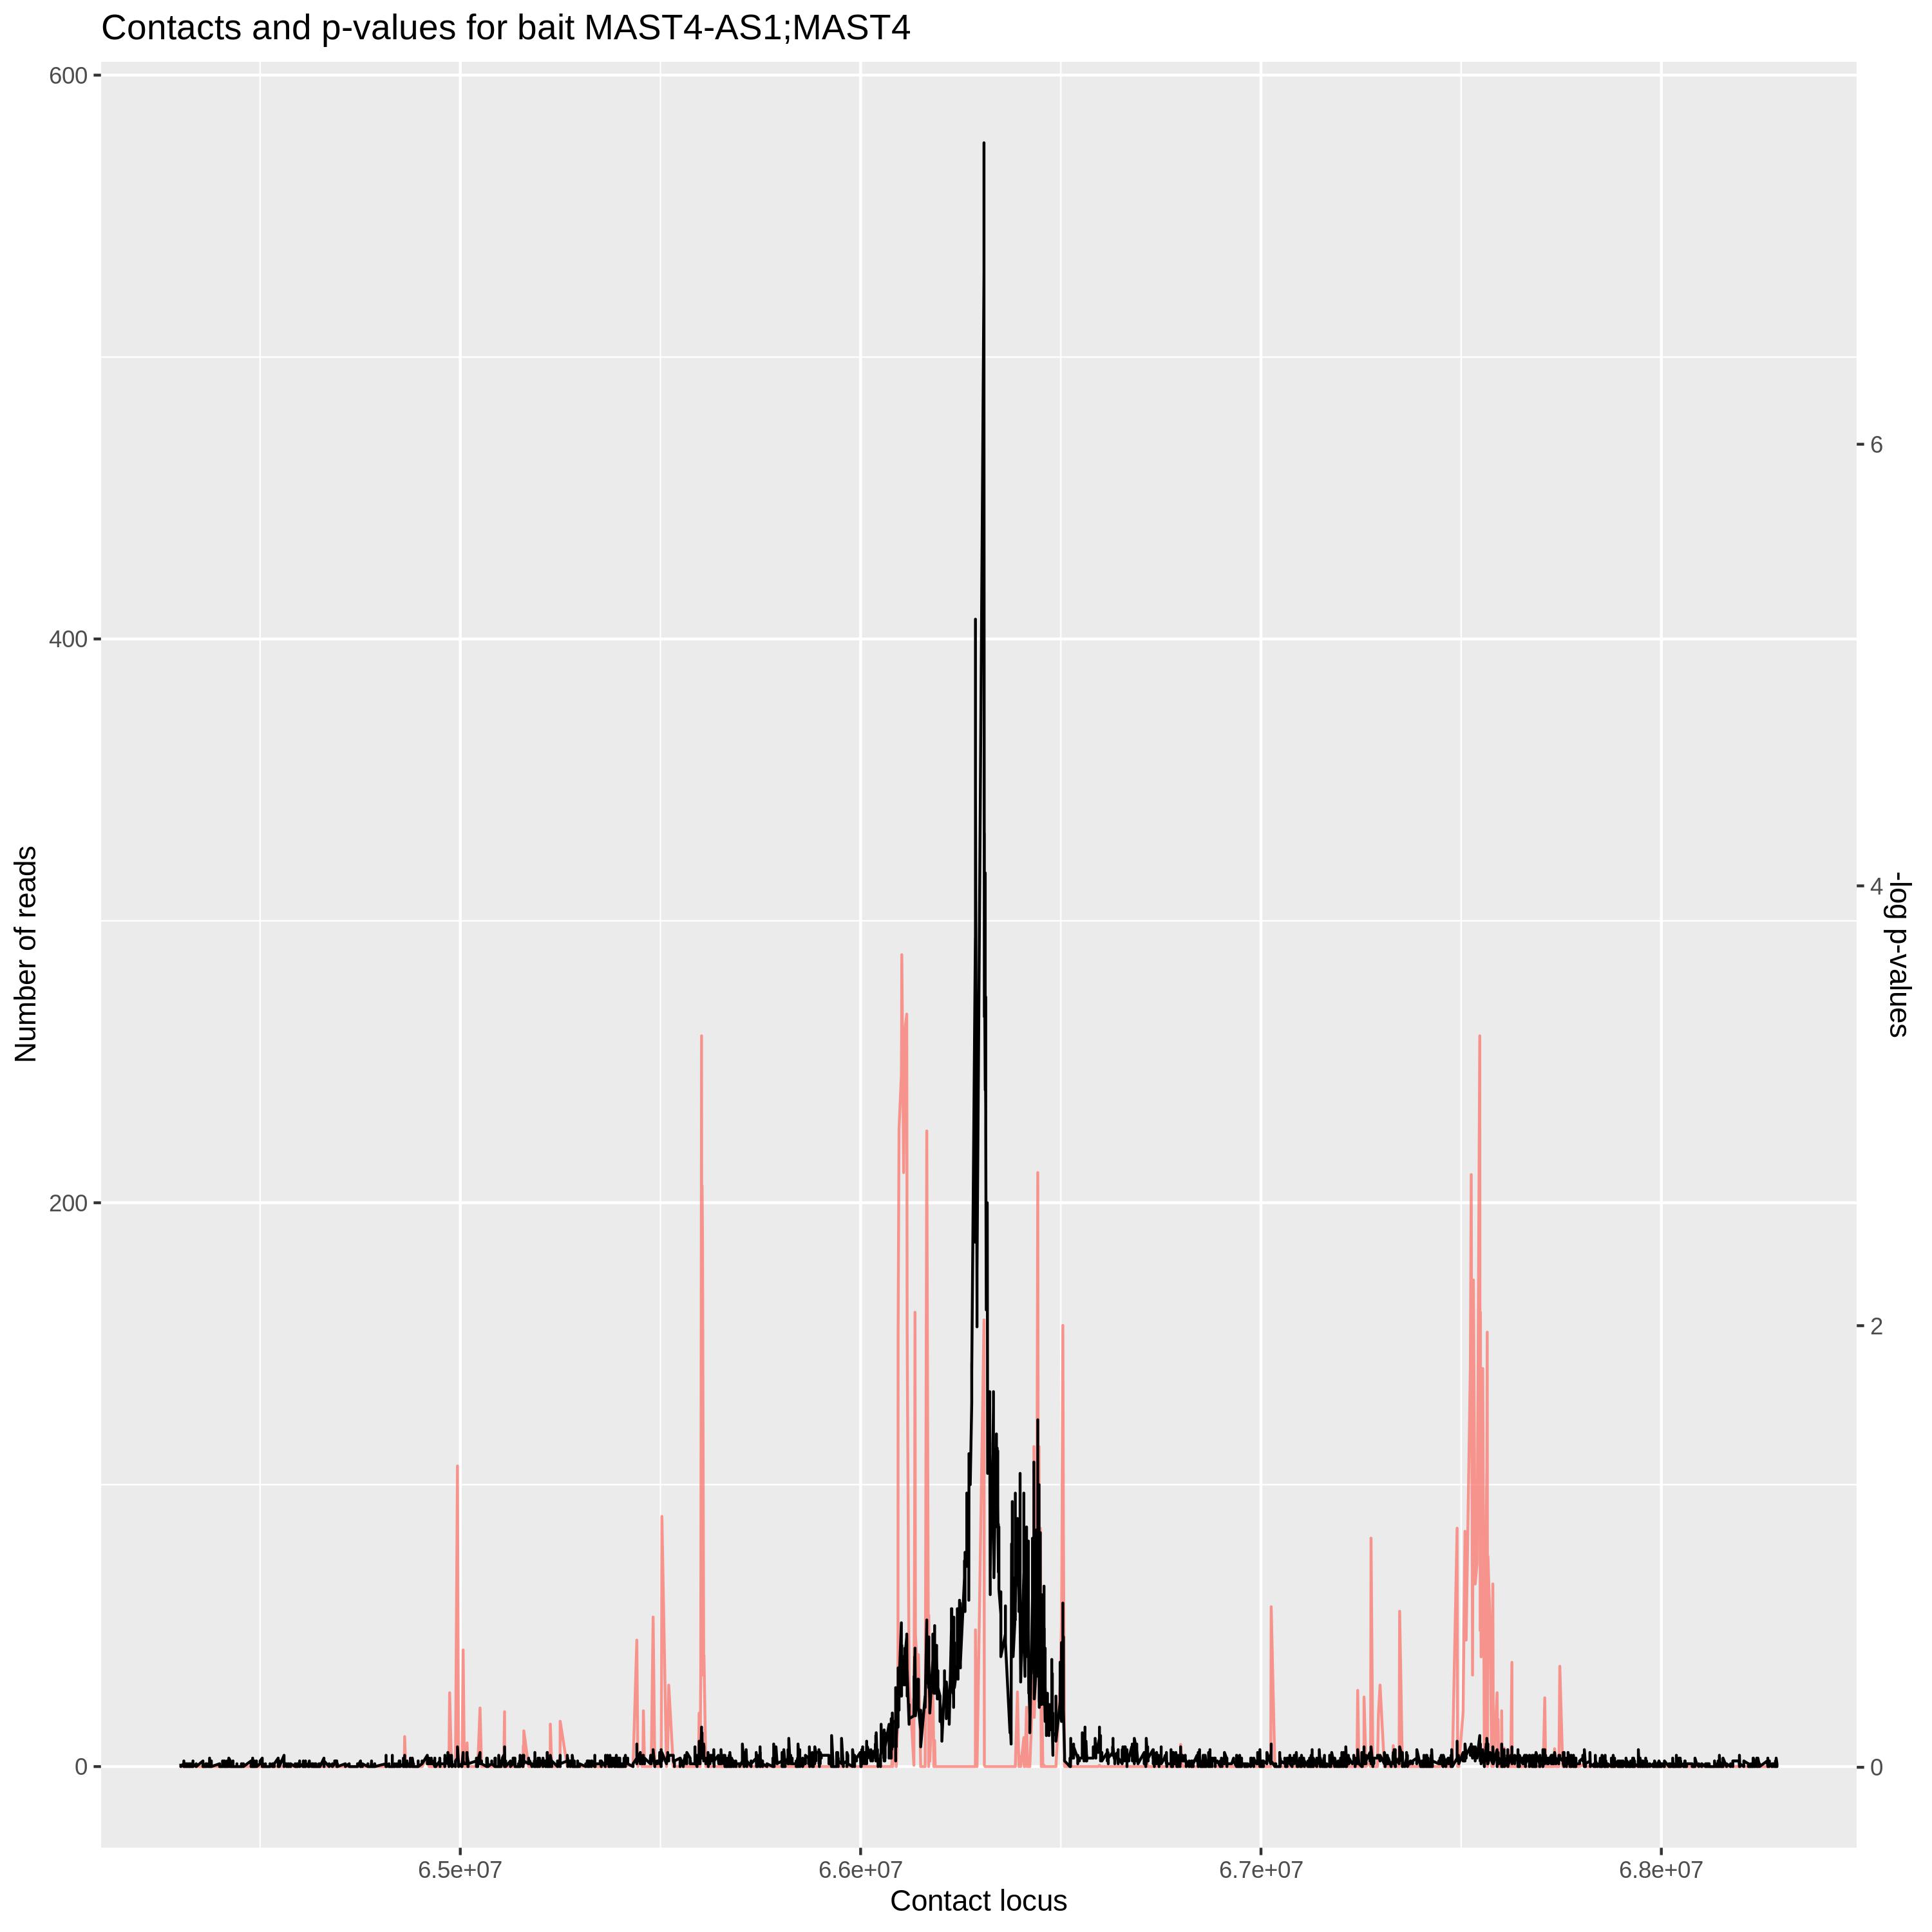 Contacts and p-values for bait MAST4-AS1;MAST4
600
400
200
0
Number of reads
6
4
2
0
-log p-values
6.5e+07
6.6e+07
6.7e+07
6.8e+07
Contact locus